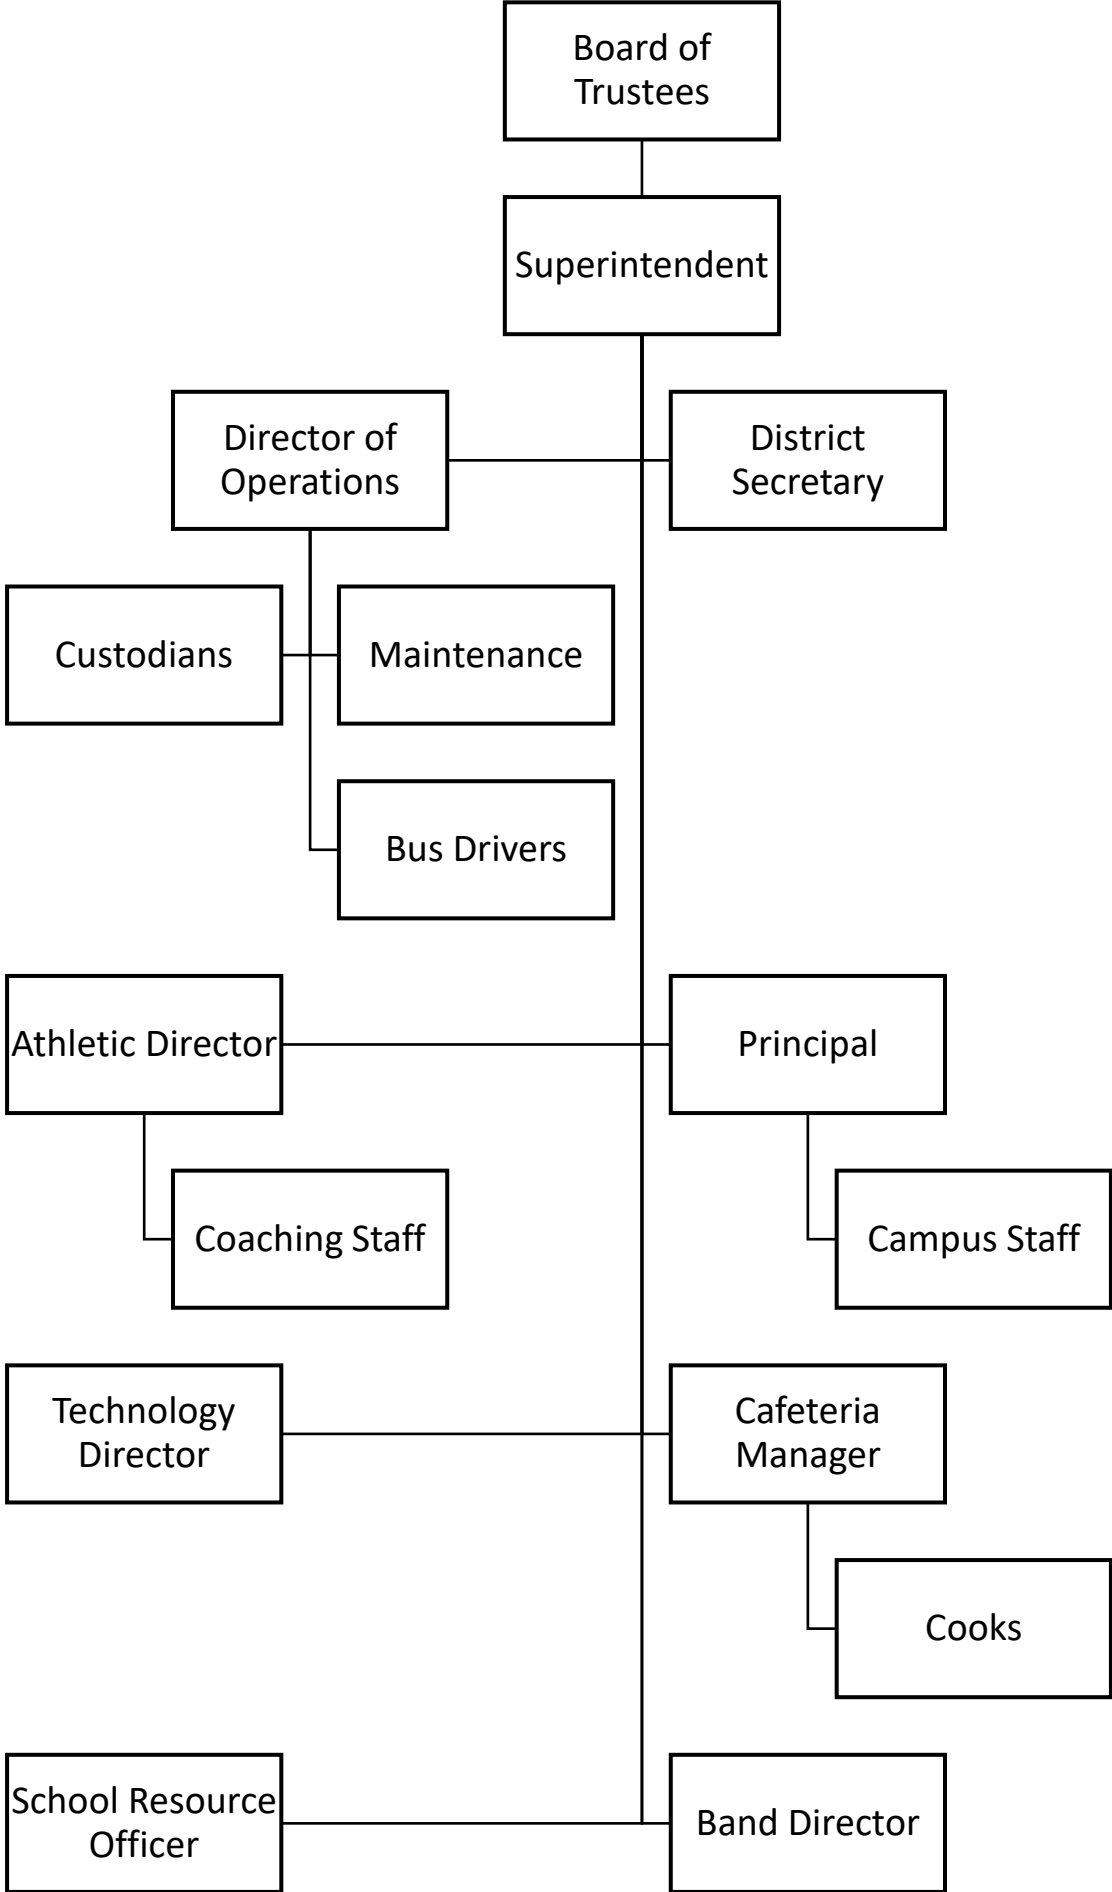 Board of
Trustees
Superintendent
Director of
Operations
District
Secretary
Custodians
Maintenance
Bus Drivers
Athletic Director
Principal
Coaching Staff
Campus Staff
Technology
Director
Cafeteria
Manager
Cooks
School Resource
Officer
Band Director